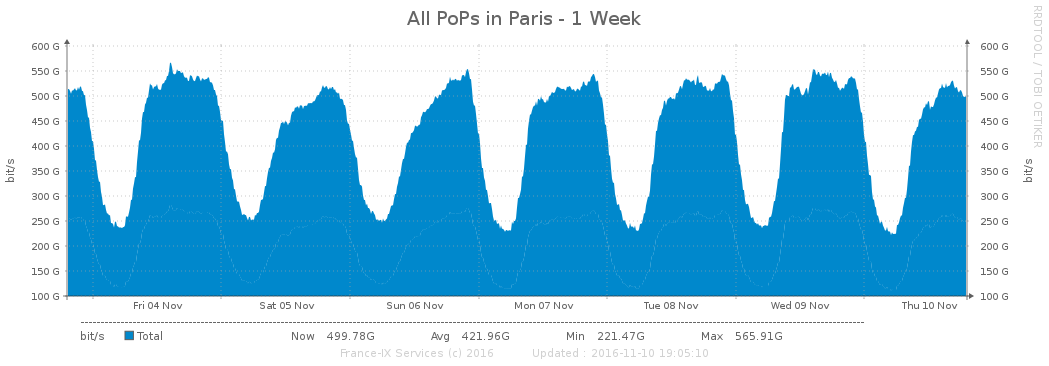 All PoPs in Paris - 1 Week
RRDTOOL / TOBI OETIKER
bit/s
600 G
550 G
500 G
450 G
400 G
350 G
300 G
250 G
200 G
150 G
100 G
600 G
550 G
500 G
450 G
400 G
350 G
300 G
250 G
200 G
150 G
100 G
bit/s
Fri 04 Nov Sat 05 Nov Sun 06 Nov Mon 07 Nov Tue 08 Nov Wed 09 Nov Thu 10 Nov
bit/s Total Now 499.78G Avg 421.96G Min 221.47G Max 565.91G
France-IX Services (c) 2016 Updated : 2016-11-10 19:05:10